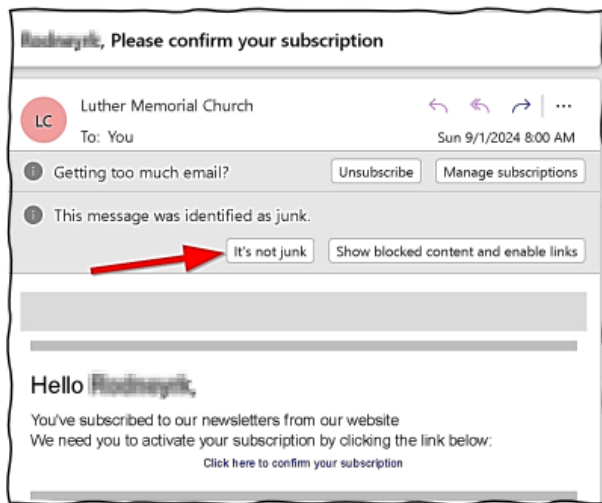 , Please confirm your subscription
LC
Luther Memorial Church
To: You
Sun 9/1/2024 8:00 AM
Getting too much email?
Unsubscribe
Manage subscriptions
This message was identified as junk.
It's not junk
Show blocked content and enable links
Hello
You've subscribed to our newsletters from our website
We need you to activate your subscription by clicking the link below:
Click here to confirm your subscription